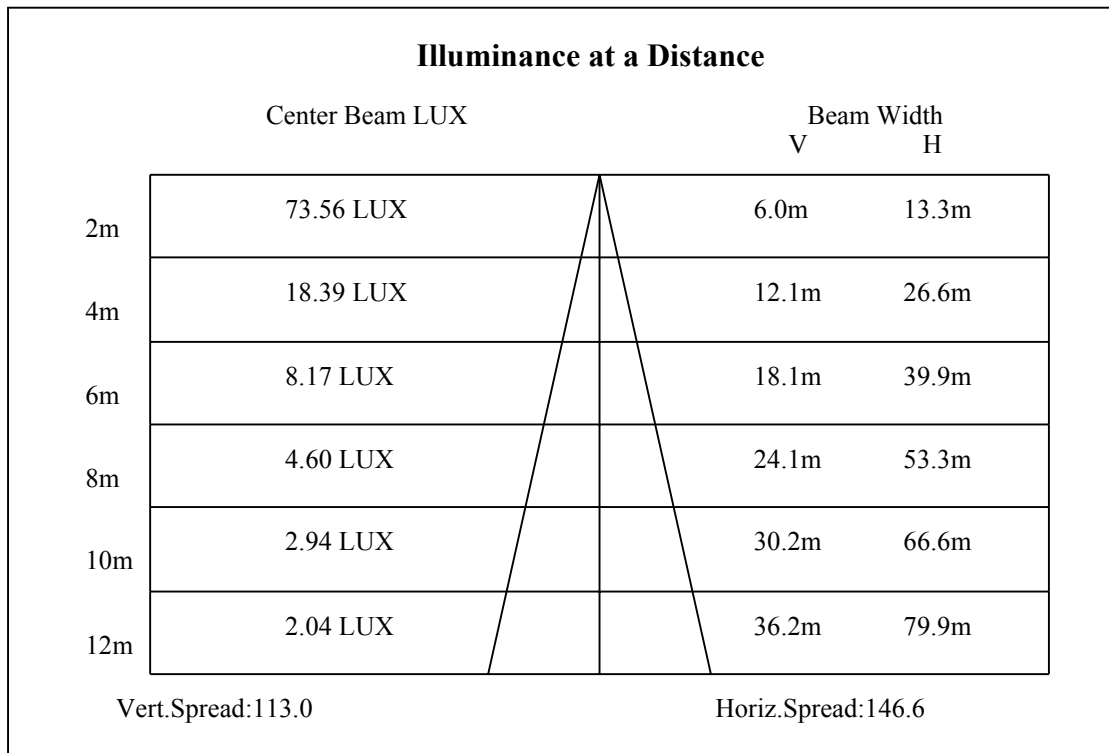 Illuminance at a Distance
Center Beam LUX Beam Width
V H
2m 73.56 LUX 6.0m 13.3m
4m 18.39 LUX 12.1m 26.6m
6m 8.17 LUX 18.1m 39.9m
8m 4.60 LUX 24.1m 53.3m
10m 2.94 LUX 30.2m 66.6m
12m 2.04 LUX 36.2m 79.9m
Vert.Spread:113.0 Horiz.Spread:146.6